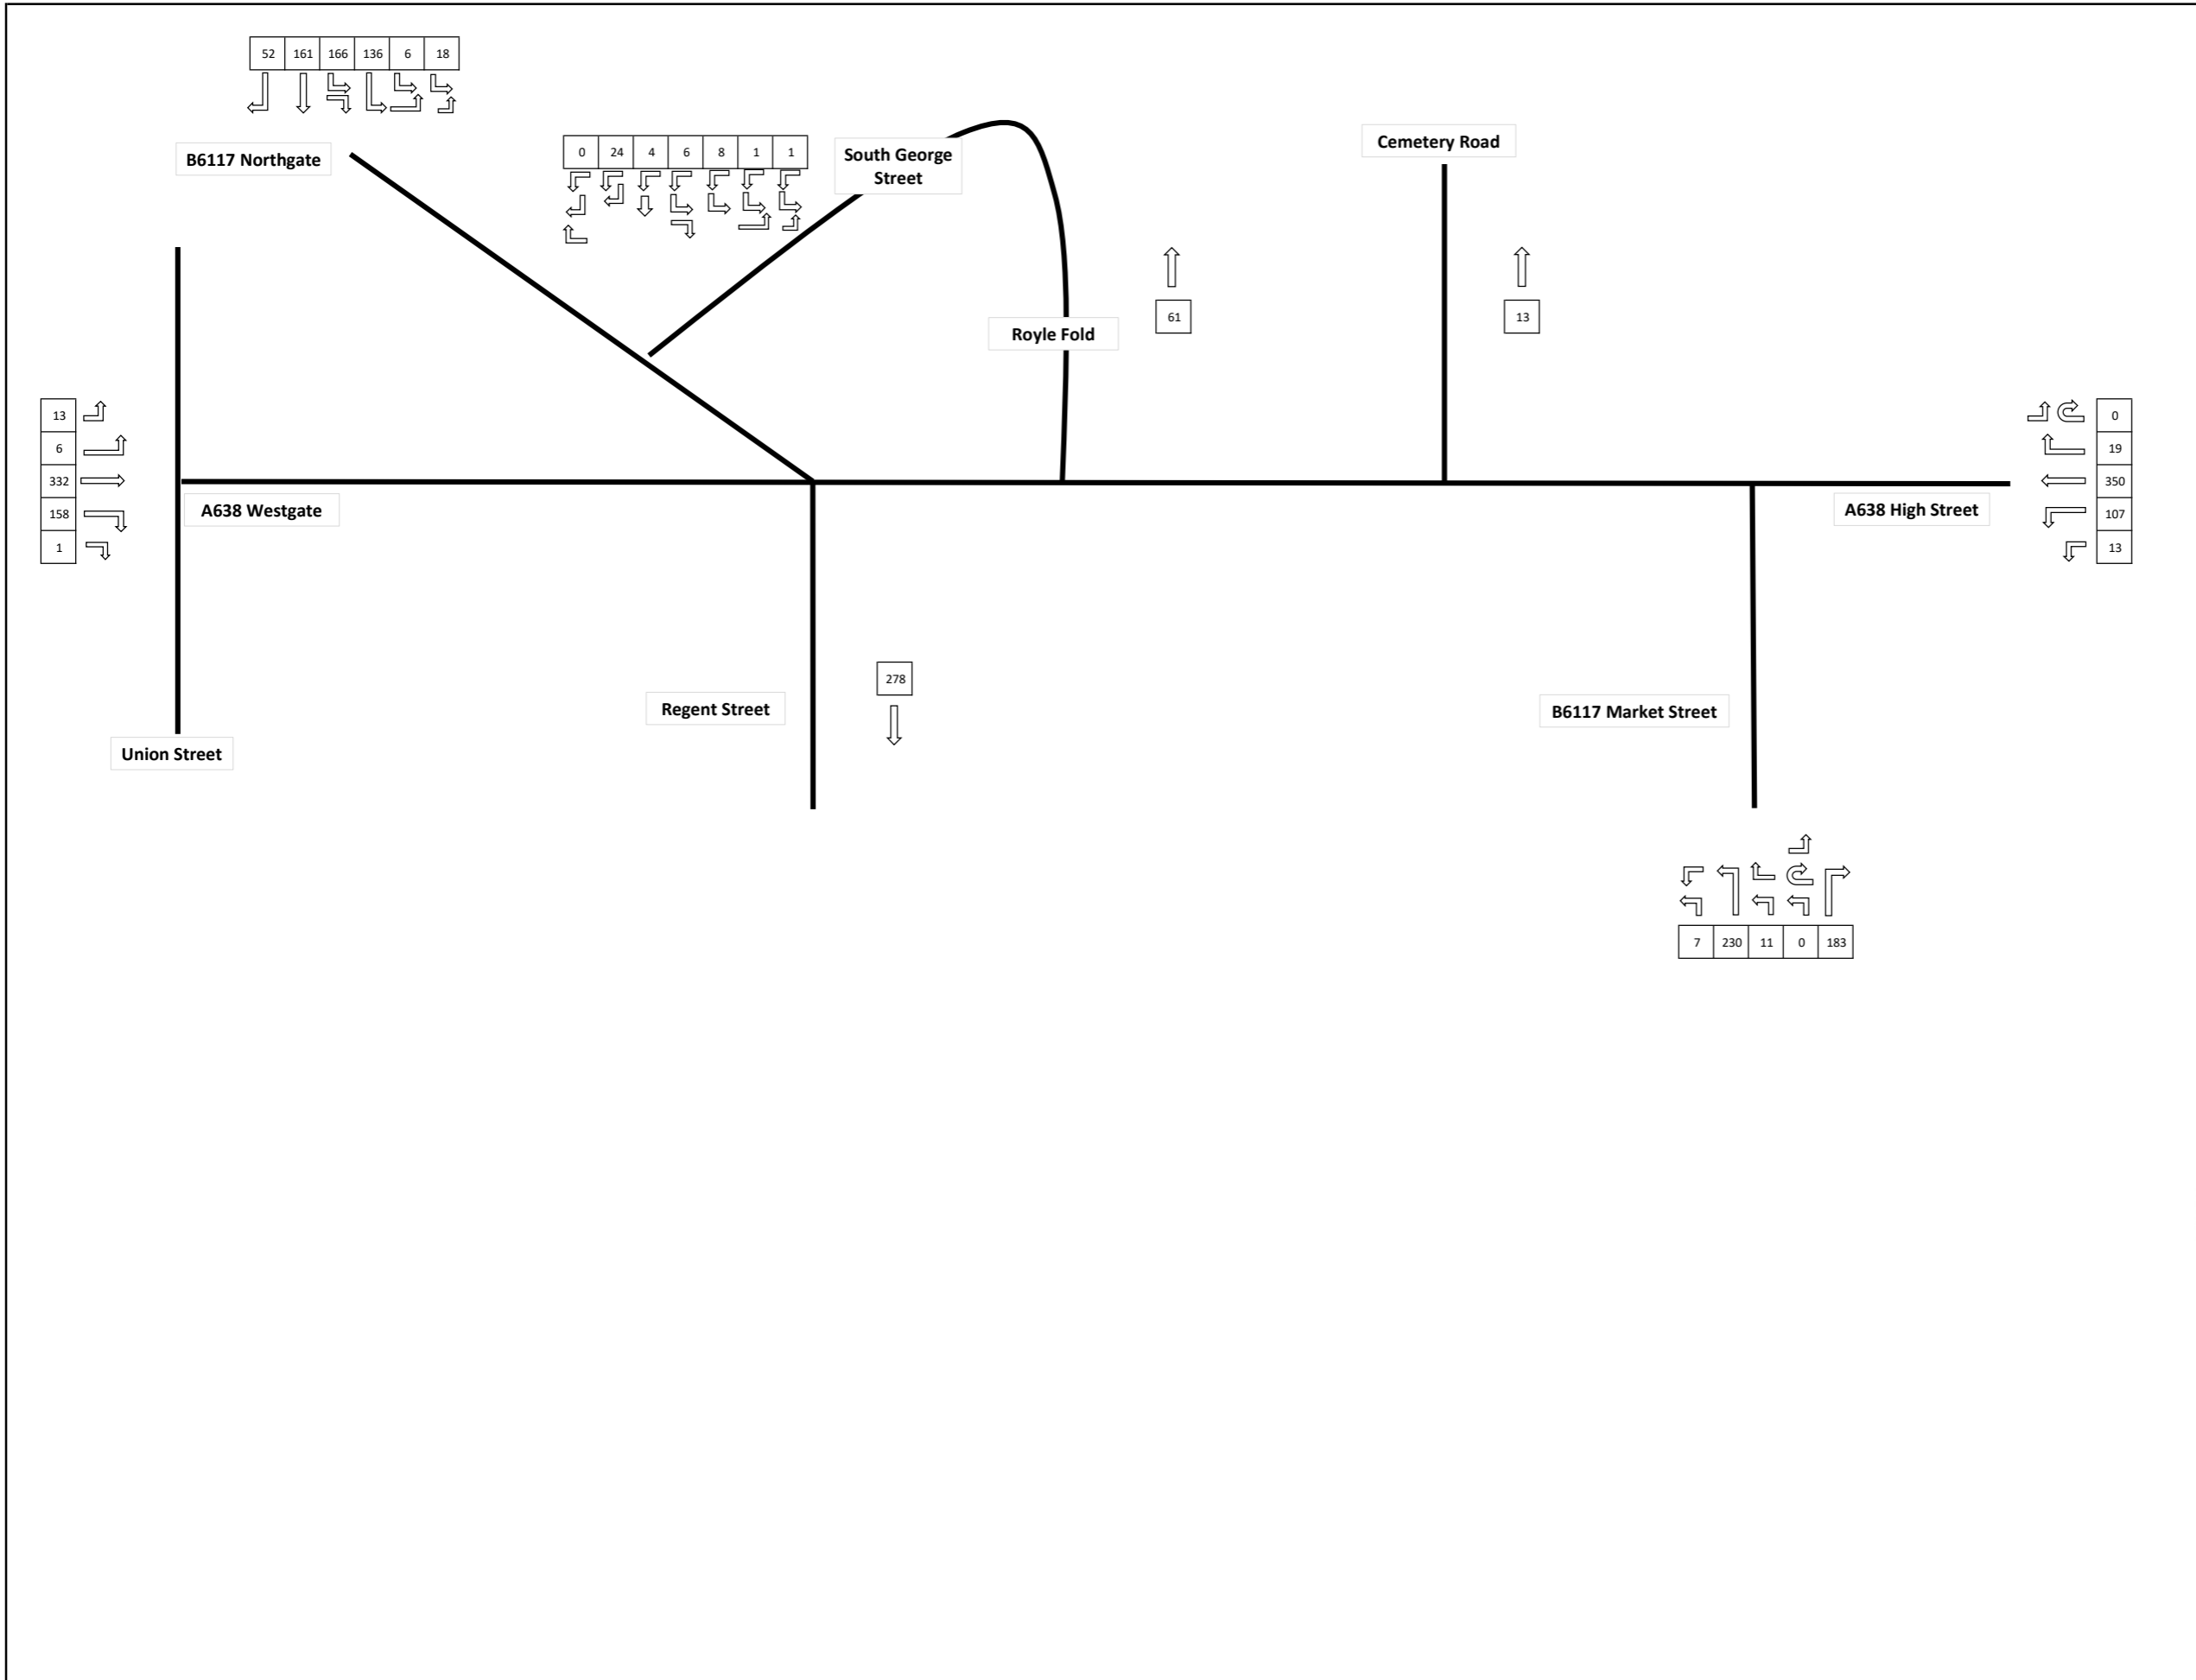 52 161 166 136 6 18
B6117 Northgate
0 24 4 6 8 1 1
South George
Street
Cemetery Road
Royle Fold
61
13
13
6
332
158
1
A638 Westgate
0
19
350
107
13
A638 High Street
278
Regent Street
B6117 Market Street
Union Street
7 230 11 0 183